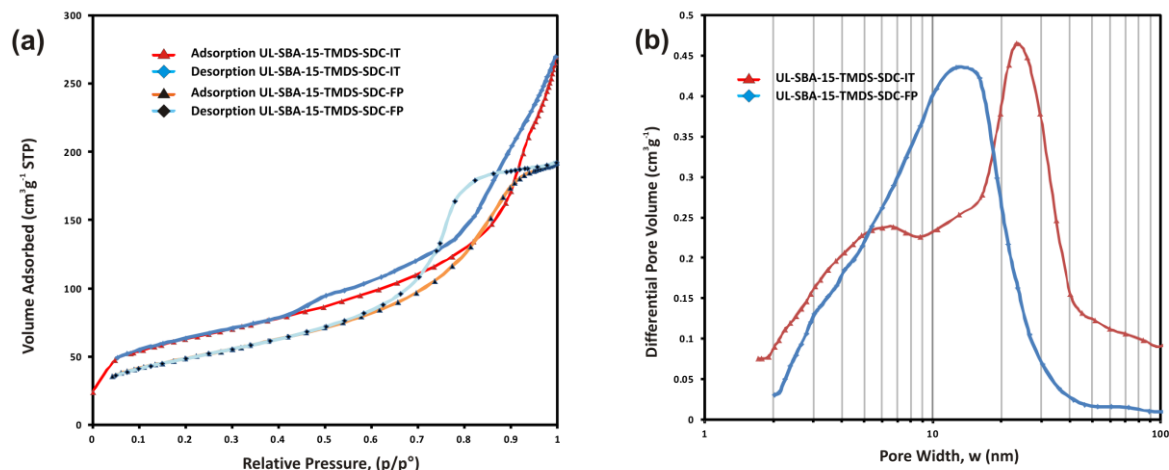 (a)
Volume Adsorbed (cm³g⁻¹ STP)
300
250
200
150
100
50
0
Adsorption UL-SBA-15-TMDS-SDC-IT
Desorption UL-SBA-15-TMDS-SDC-IT
Adsorption UL-SBA-15-TMDS-SDC-FP
Desorption UL-SBA-15-TMDS-SDC-FP
0 0.1 0.2 0.3 0.4 0.5 0.6 0.7 0.8 0.9 1
Relative Pressure, (p/p°)
(b)
Differential Pore Volume (cm³g⁻¹)
0.5
0.45
0.4
0.35
0.3
0.25
0.2
0.15
0.1
0.05
0
UL-SBA-15-TMDS-SDC-IT
UL-SBA-15-TMDS-SDC-FP
1 10 100
Pore Width, w (nm)